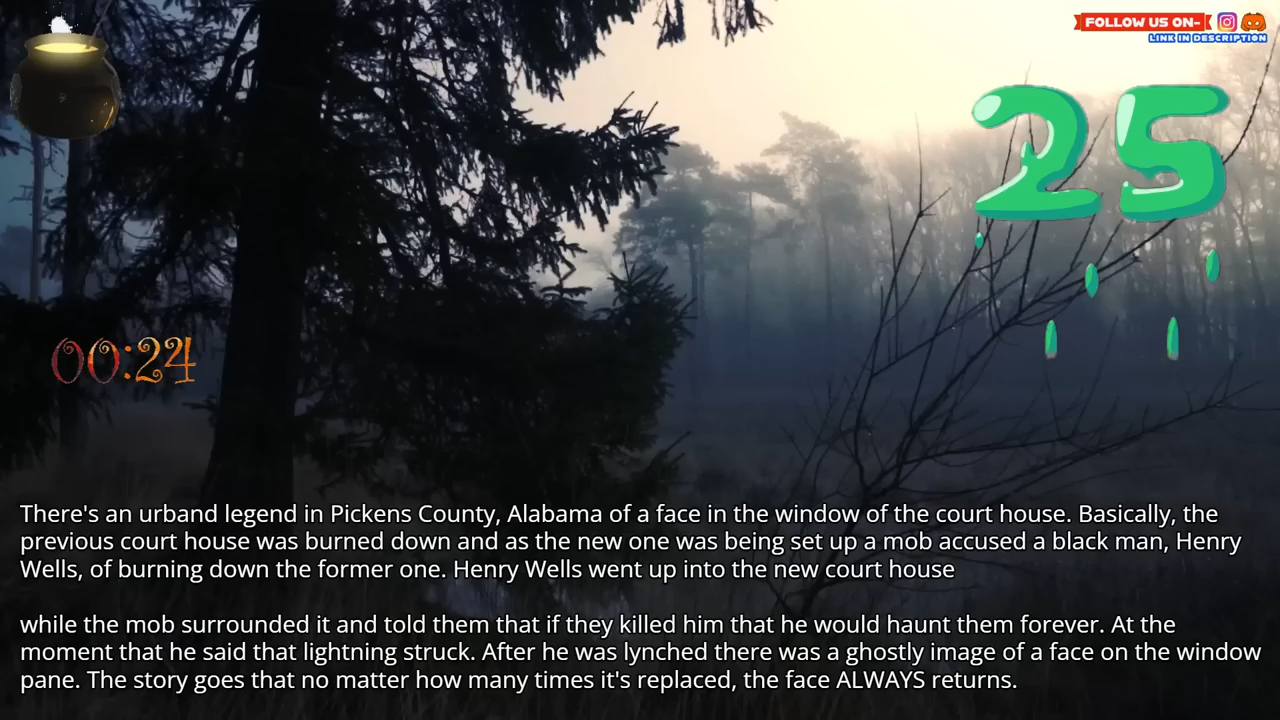 FOLLOW US ON-
LINK IN DESCRIPTION
25
00:24
There's an urband legend in Pickens County, Alabama of a face in the window of the court house. Basically, the
previous court house was burned down and as the new one was being set up a mob accused a black man, Henry
Wells, of burning down the former one. Henry Wells went up into the new court house
while the mob surrounded it and told them that if they killed him that he would haunt them forever. At the
moment that he said that lightning struck. After he was lynched there was a ghostly image of a face on the window
pane. The story goes that no matter how many times it's replaced, the face ALWAYS returns.